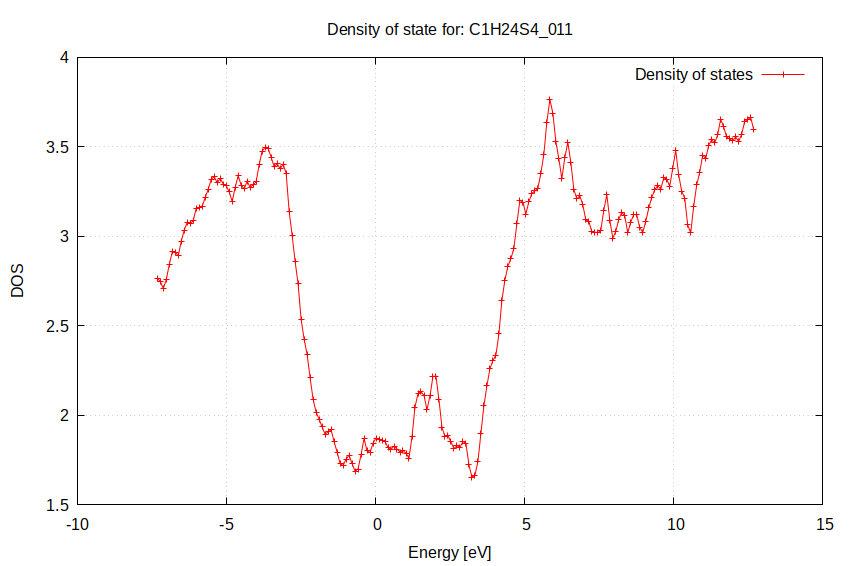 Density of state for: C1H24S4_011
Density of states
4
3.5
3
2.5
2
1.5
DOS
-10 -5 0 5 10 15
Energy [eV]